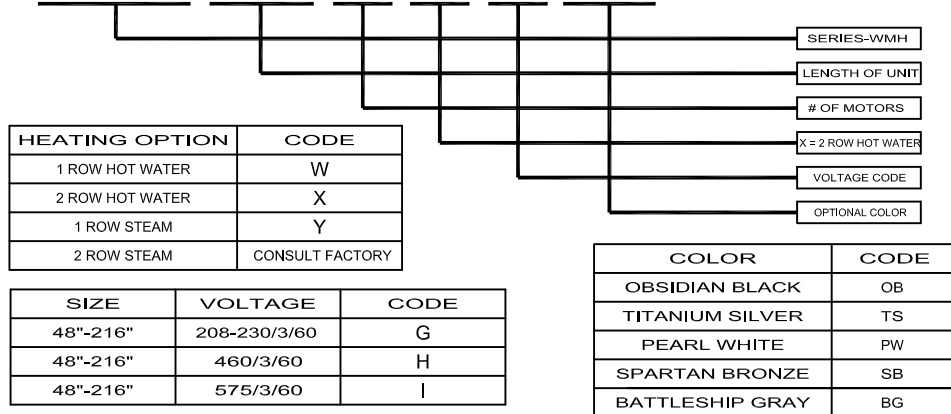 SERIES-WMH
LENGTH OF UNIT
# OF MOTORS
X = 2 ROW HOT WATER
VOLTAGE CODE
OPTIONAL COLOR
HEATING OPTION CODE
1 ROW HOT WATER W
2 ROW HOT WATER X
1 ROW STEAM Y
2 ROW STEAM CONSULT FACTORY
SIZE VOLTAGE CODE
48"-216" 208-230/3/60 G
48"-216" 460/3/60 H
48"-216" 575/3/60 I
COLOR CODE
OBSIDIAN BLACK OB
TITANIUM SILVER TS
PEARL WHITE PW
SPARTAN BRONZE SB
BATTLESHIP GRAY BG